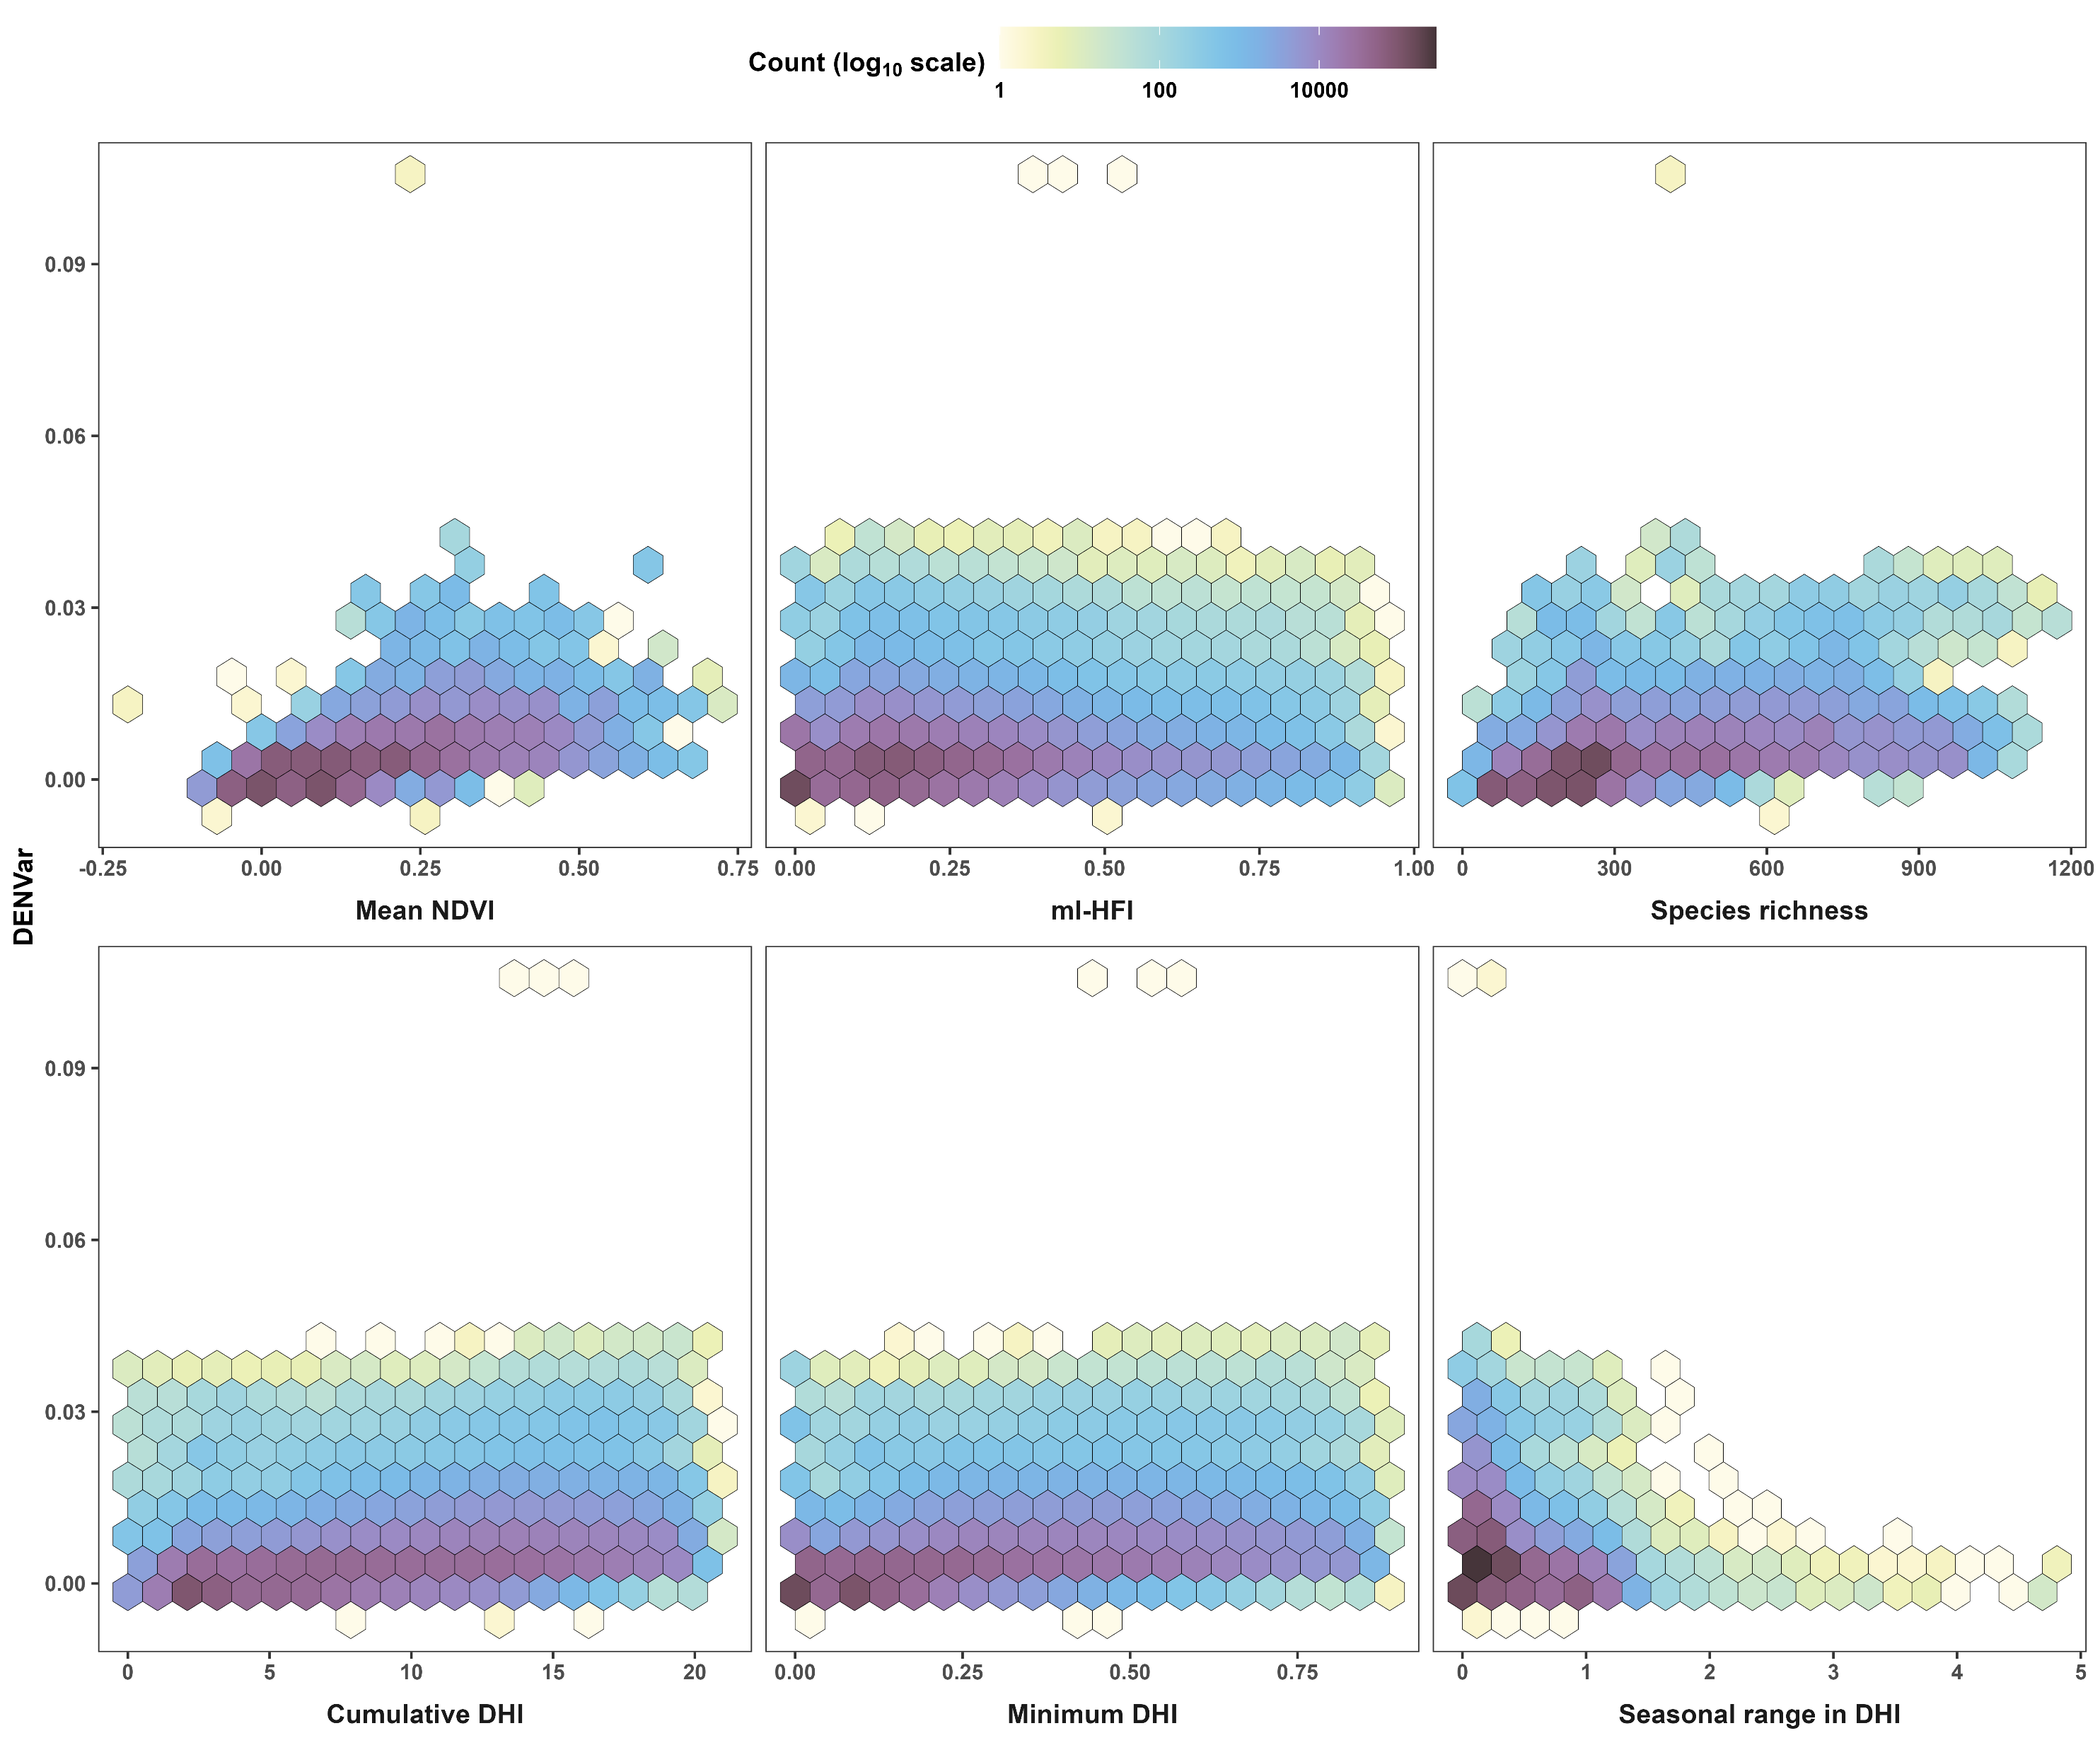 Count (log₁₀ scale)
1 100 10000
DENVar
0.09
0.06
0.03
0.00
-0.25 0.00 0.25 0.50 0.75
Mean NDVI
0.00 0.25 0.50 0.75 1.00
ml-HFI
0 300 600 900 1200
Species richness
0.09
0.06
0.03
0.00
0 5 10 15 20
Cumulative DHI
0.00 0.25 0.50 0.75
Minimum DHI
0 1 2 3 4 5
Seasonal range in DHI